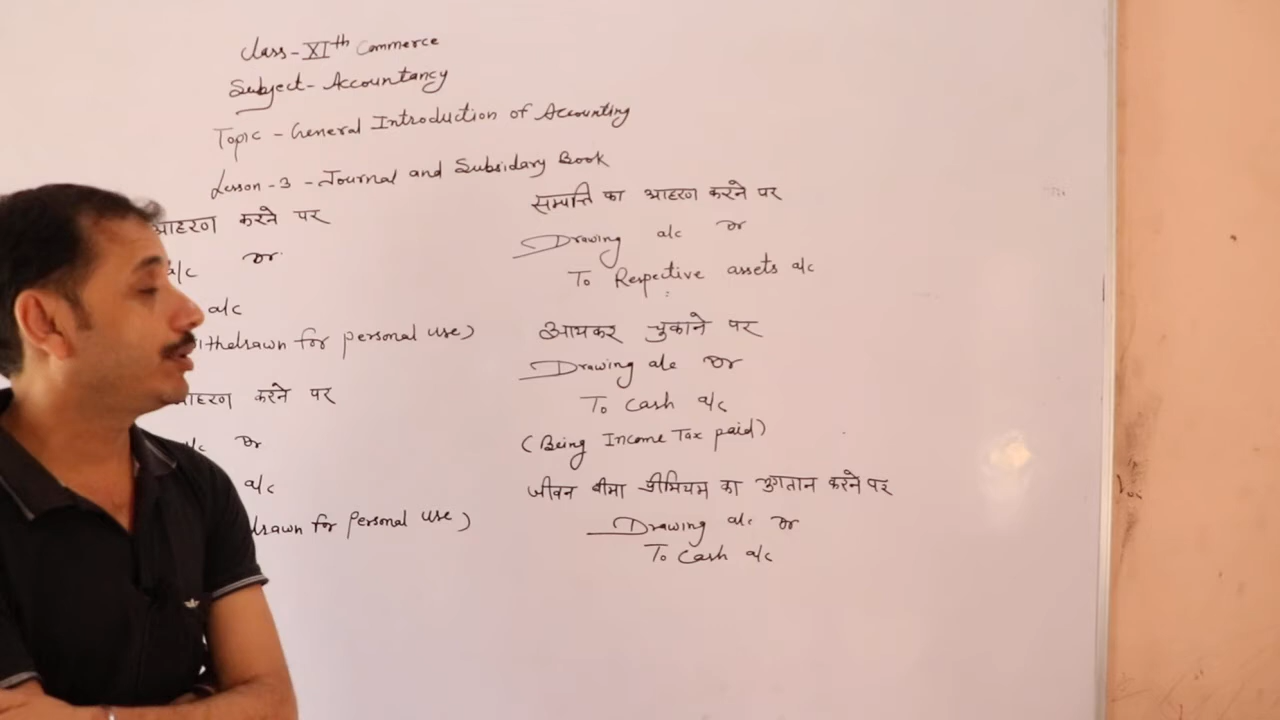 Class - XIth Commerce
Subject - Accountancy
Topic - General Introduction of Accounting
Lesson - 3 - Journal and Subsidary Book
आहरण करने पर
a/c Dr.
a/c
ithdrawn for personal use)
आहरण करने पर
a/c Dr
a/c
drawn for personal use)
सम्पत्ति का आहरण करने पर
Drawing a/c Dr
To Respective assets a/c
आयकर चुकाने पर
Drawing a/c Dr
To Cash a/c
(Being Income Tax paid)
जीवन बीमा प्रीमियम का भुगतान करने पर
Drawing a/c Dr
To Cash a/c